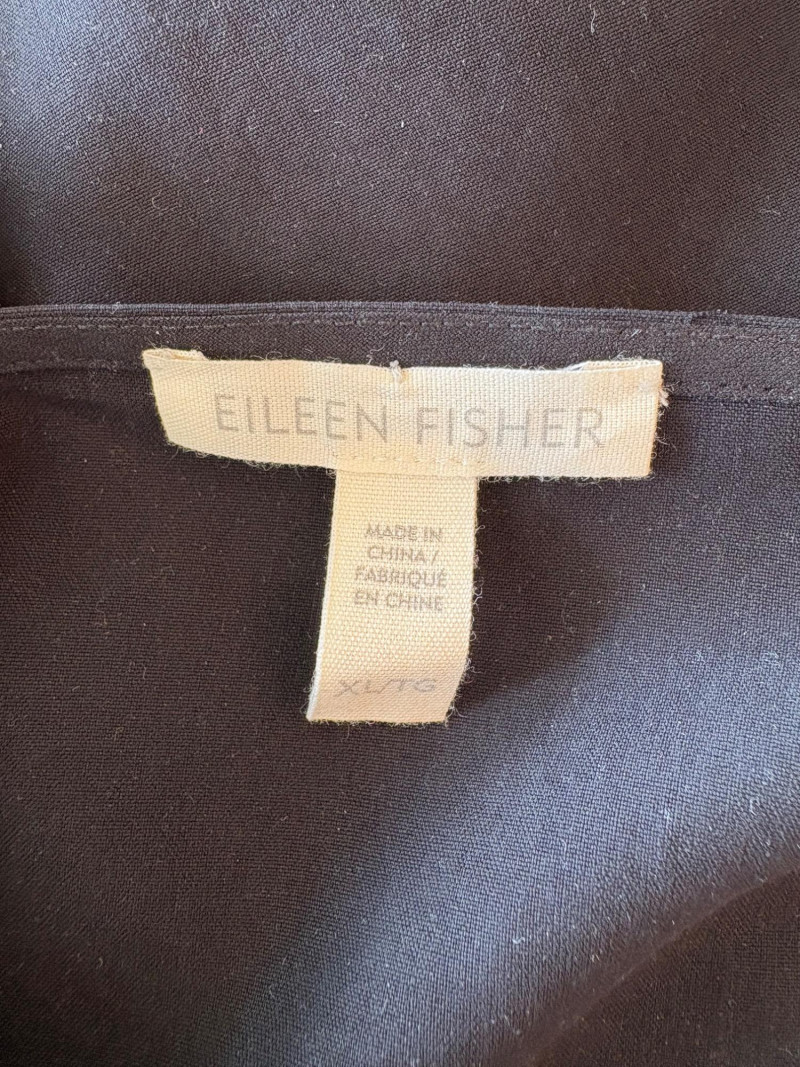 EILEEN FISHER
MADE IN
CHINA /
FABRIQUÉ
EN CHINE
XL/TG